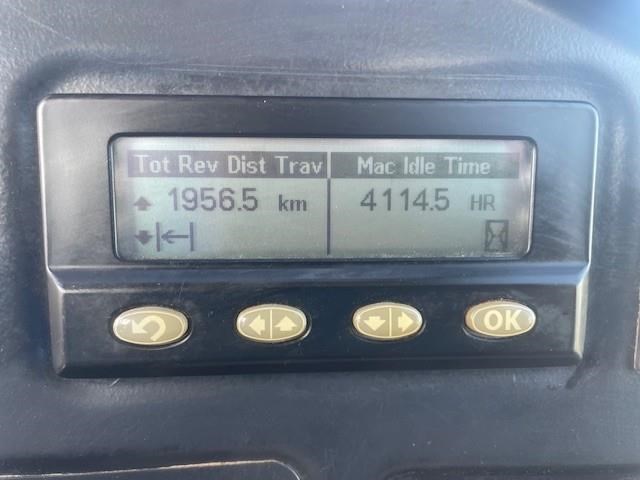 Tot Rev Dist Trav Mac Idle Time
1956.5 km 4114.5 HR
OK